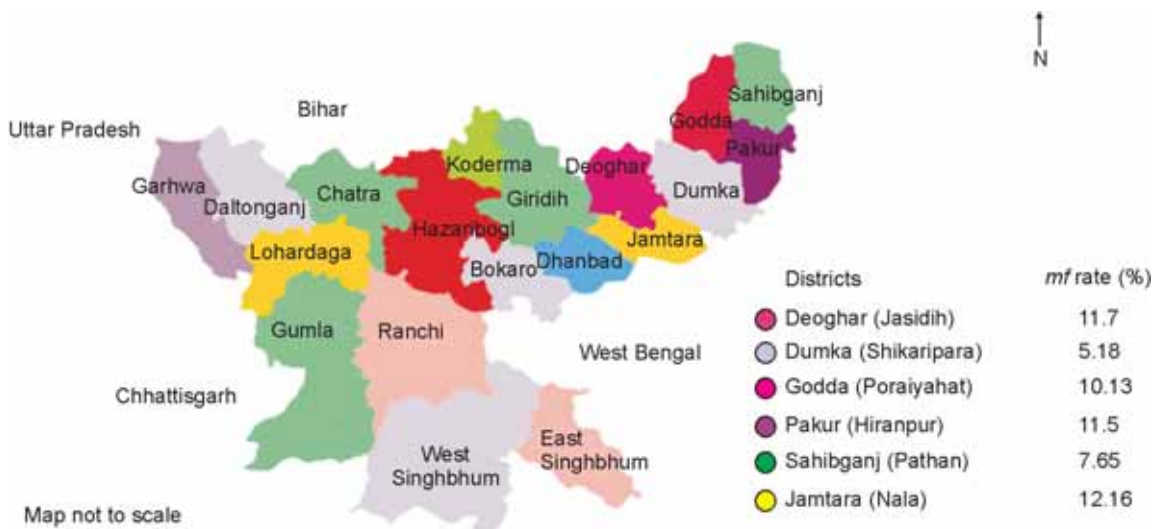 N
Bihar
Uttar Pradesh
Sahibganj
Godda
Pakur
Koderma
Deoghar
Garhwa
Chatra
Giridih
Dumka
Daltonganj
Hazaribogl
Lohardaga
Jamtara
Bokaro
Dhanbad
Gumla
Ranchi
West Bengal
Chhattisgarh
West
Singhbhum
East
Singhbhum
Map not to scale
Districts mf rate (%)
Deoghar (Jasidih) 11.7
Dumka (Shikaripara) 5.18
Godda (Poraiyahat) 10.13
Pakur (Hiranpur) 11.5
Sahibganj (Pathan) 7.65
Jamtara (Nala) 12.16